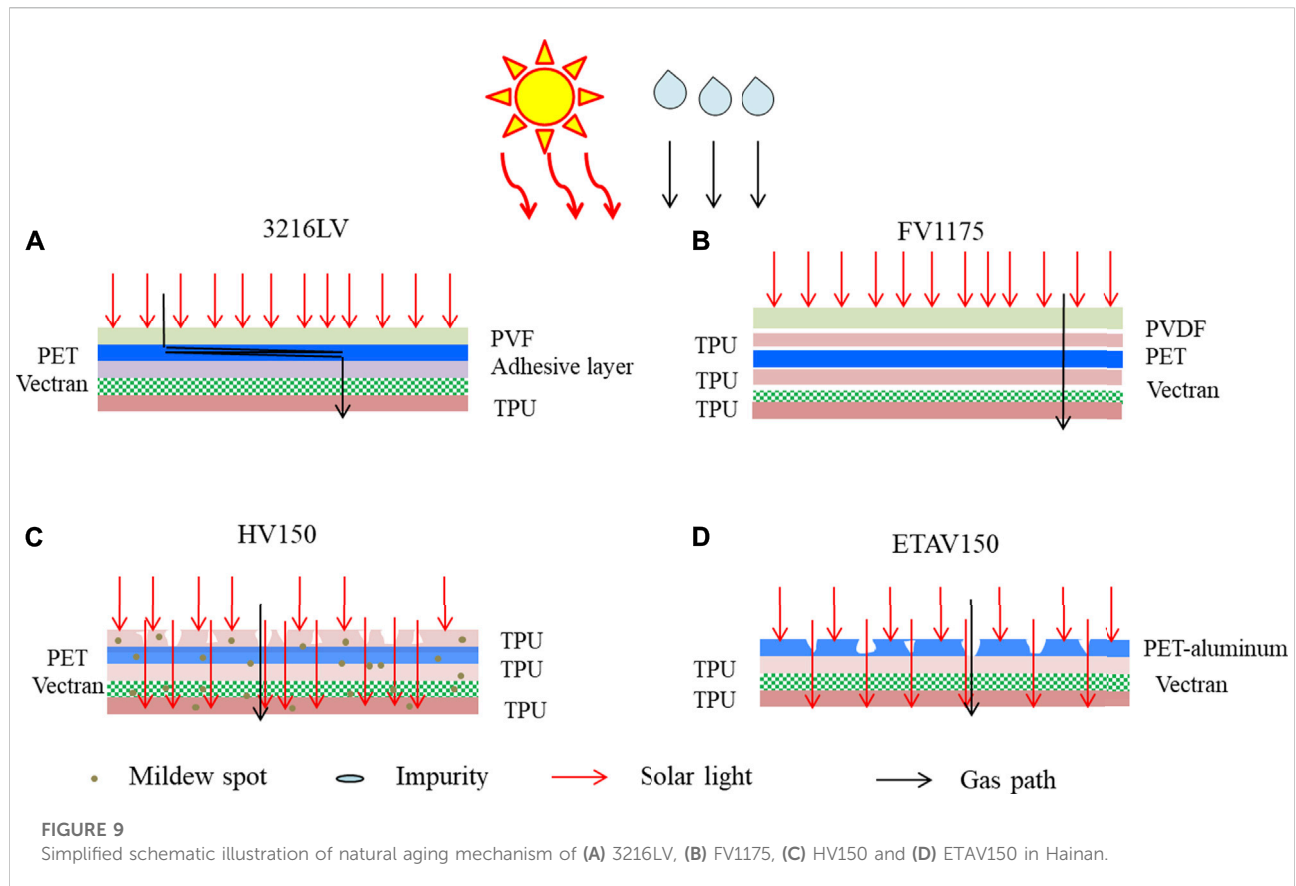 A
3216LV
PET
Vectran
PVF
Adhesive layer
TPU
B
FV1175
TPU
TPU
TPU
PVDF
PET
Vectran
C
HV150
PET
Vectran
TPU
TPU
TPU
D
ETAV150
TPU
TPU
PET-aluminum
Vectran
Mildew spot
Impurity
Solar light
Gas path
FIGURE 9
Simplified schematic illustration of natural aging mechanism of (A) 3216LV, (B) FV1175, (C) HV150 and (D) ETAV150 in Hainan.